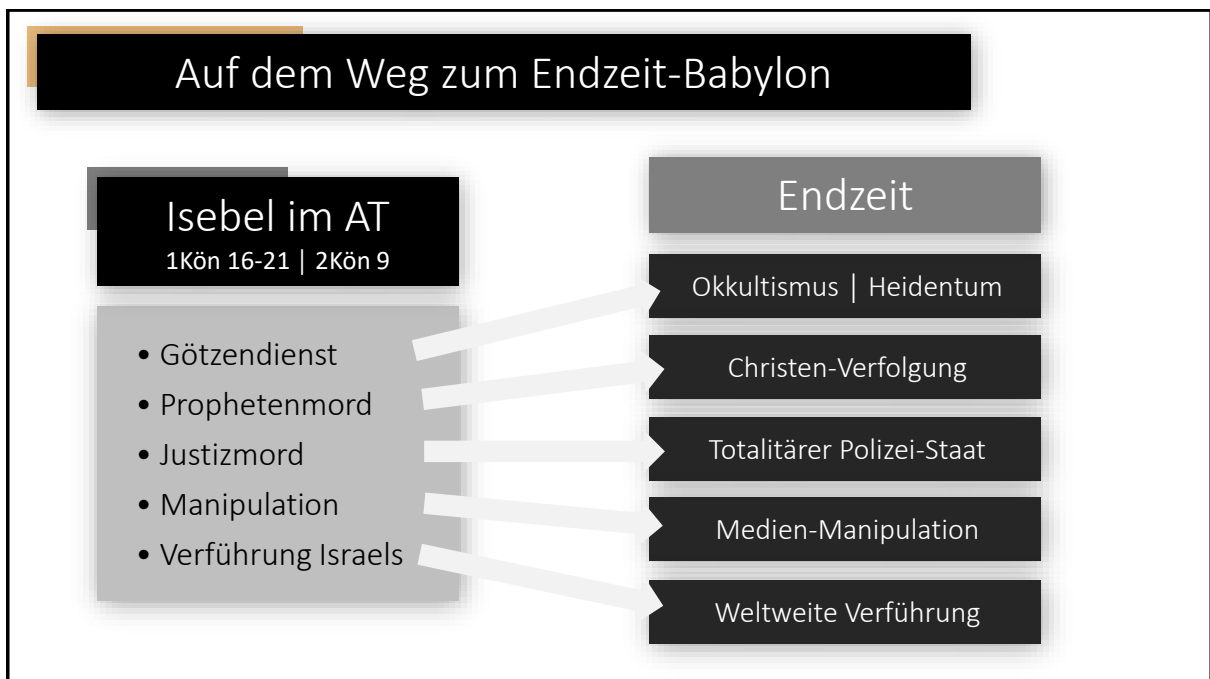 Auf dem Weg zum Endzeit-Babylon
Isebel im AT
1Kön 16-21 | 2Kön 9
• Götzendienst
• Prophetenmord
• Justizmord
• Manipulation
• Verführung Israels
Endzeit
Okkultismus | Heidentum
Christen-Verfolgung
Totalitärer Polizei-Staat
Medien-Manipulation
Weltweite Verführung